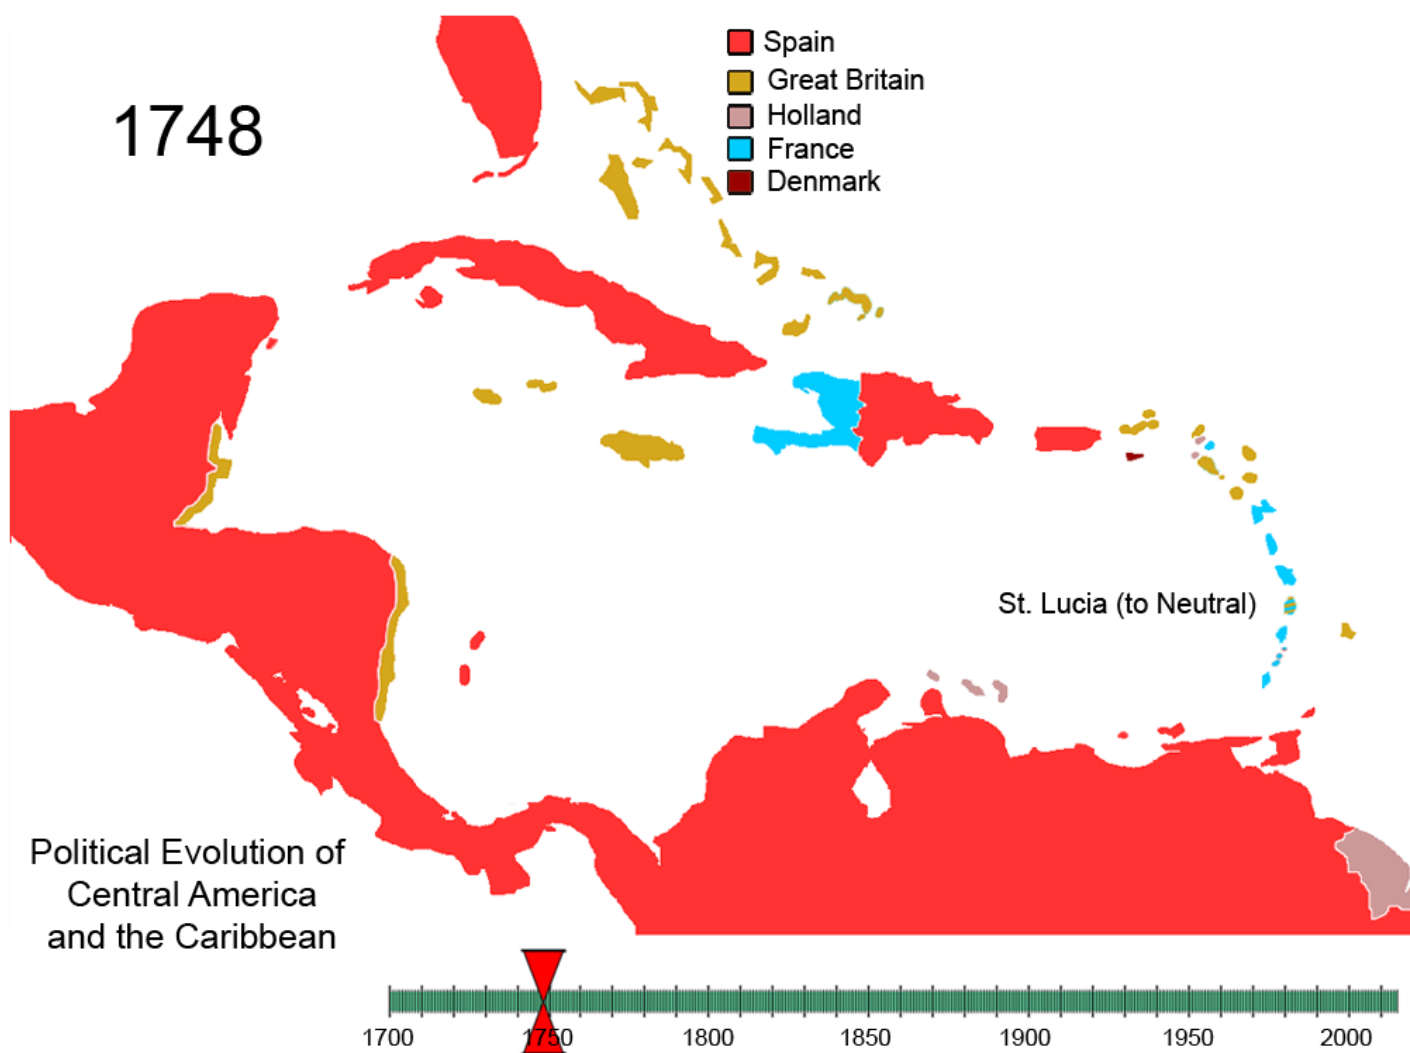 1748
Spain
Great Britain
Holland
France
Denmark
St. Lucia (to Neutral)
Political Evolution of
Central America
and the Caribbean
1700 1750 1800 1850 1900 1950 2000